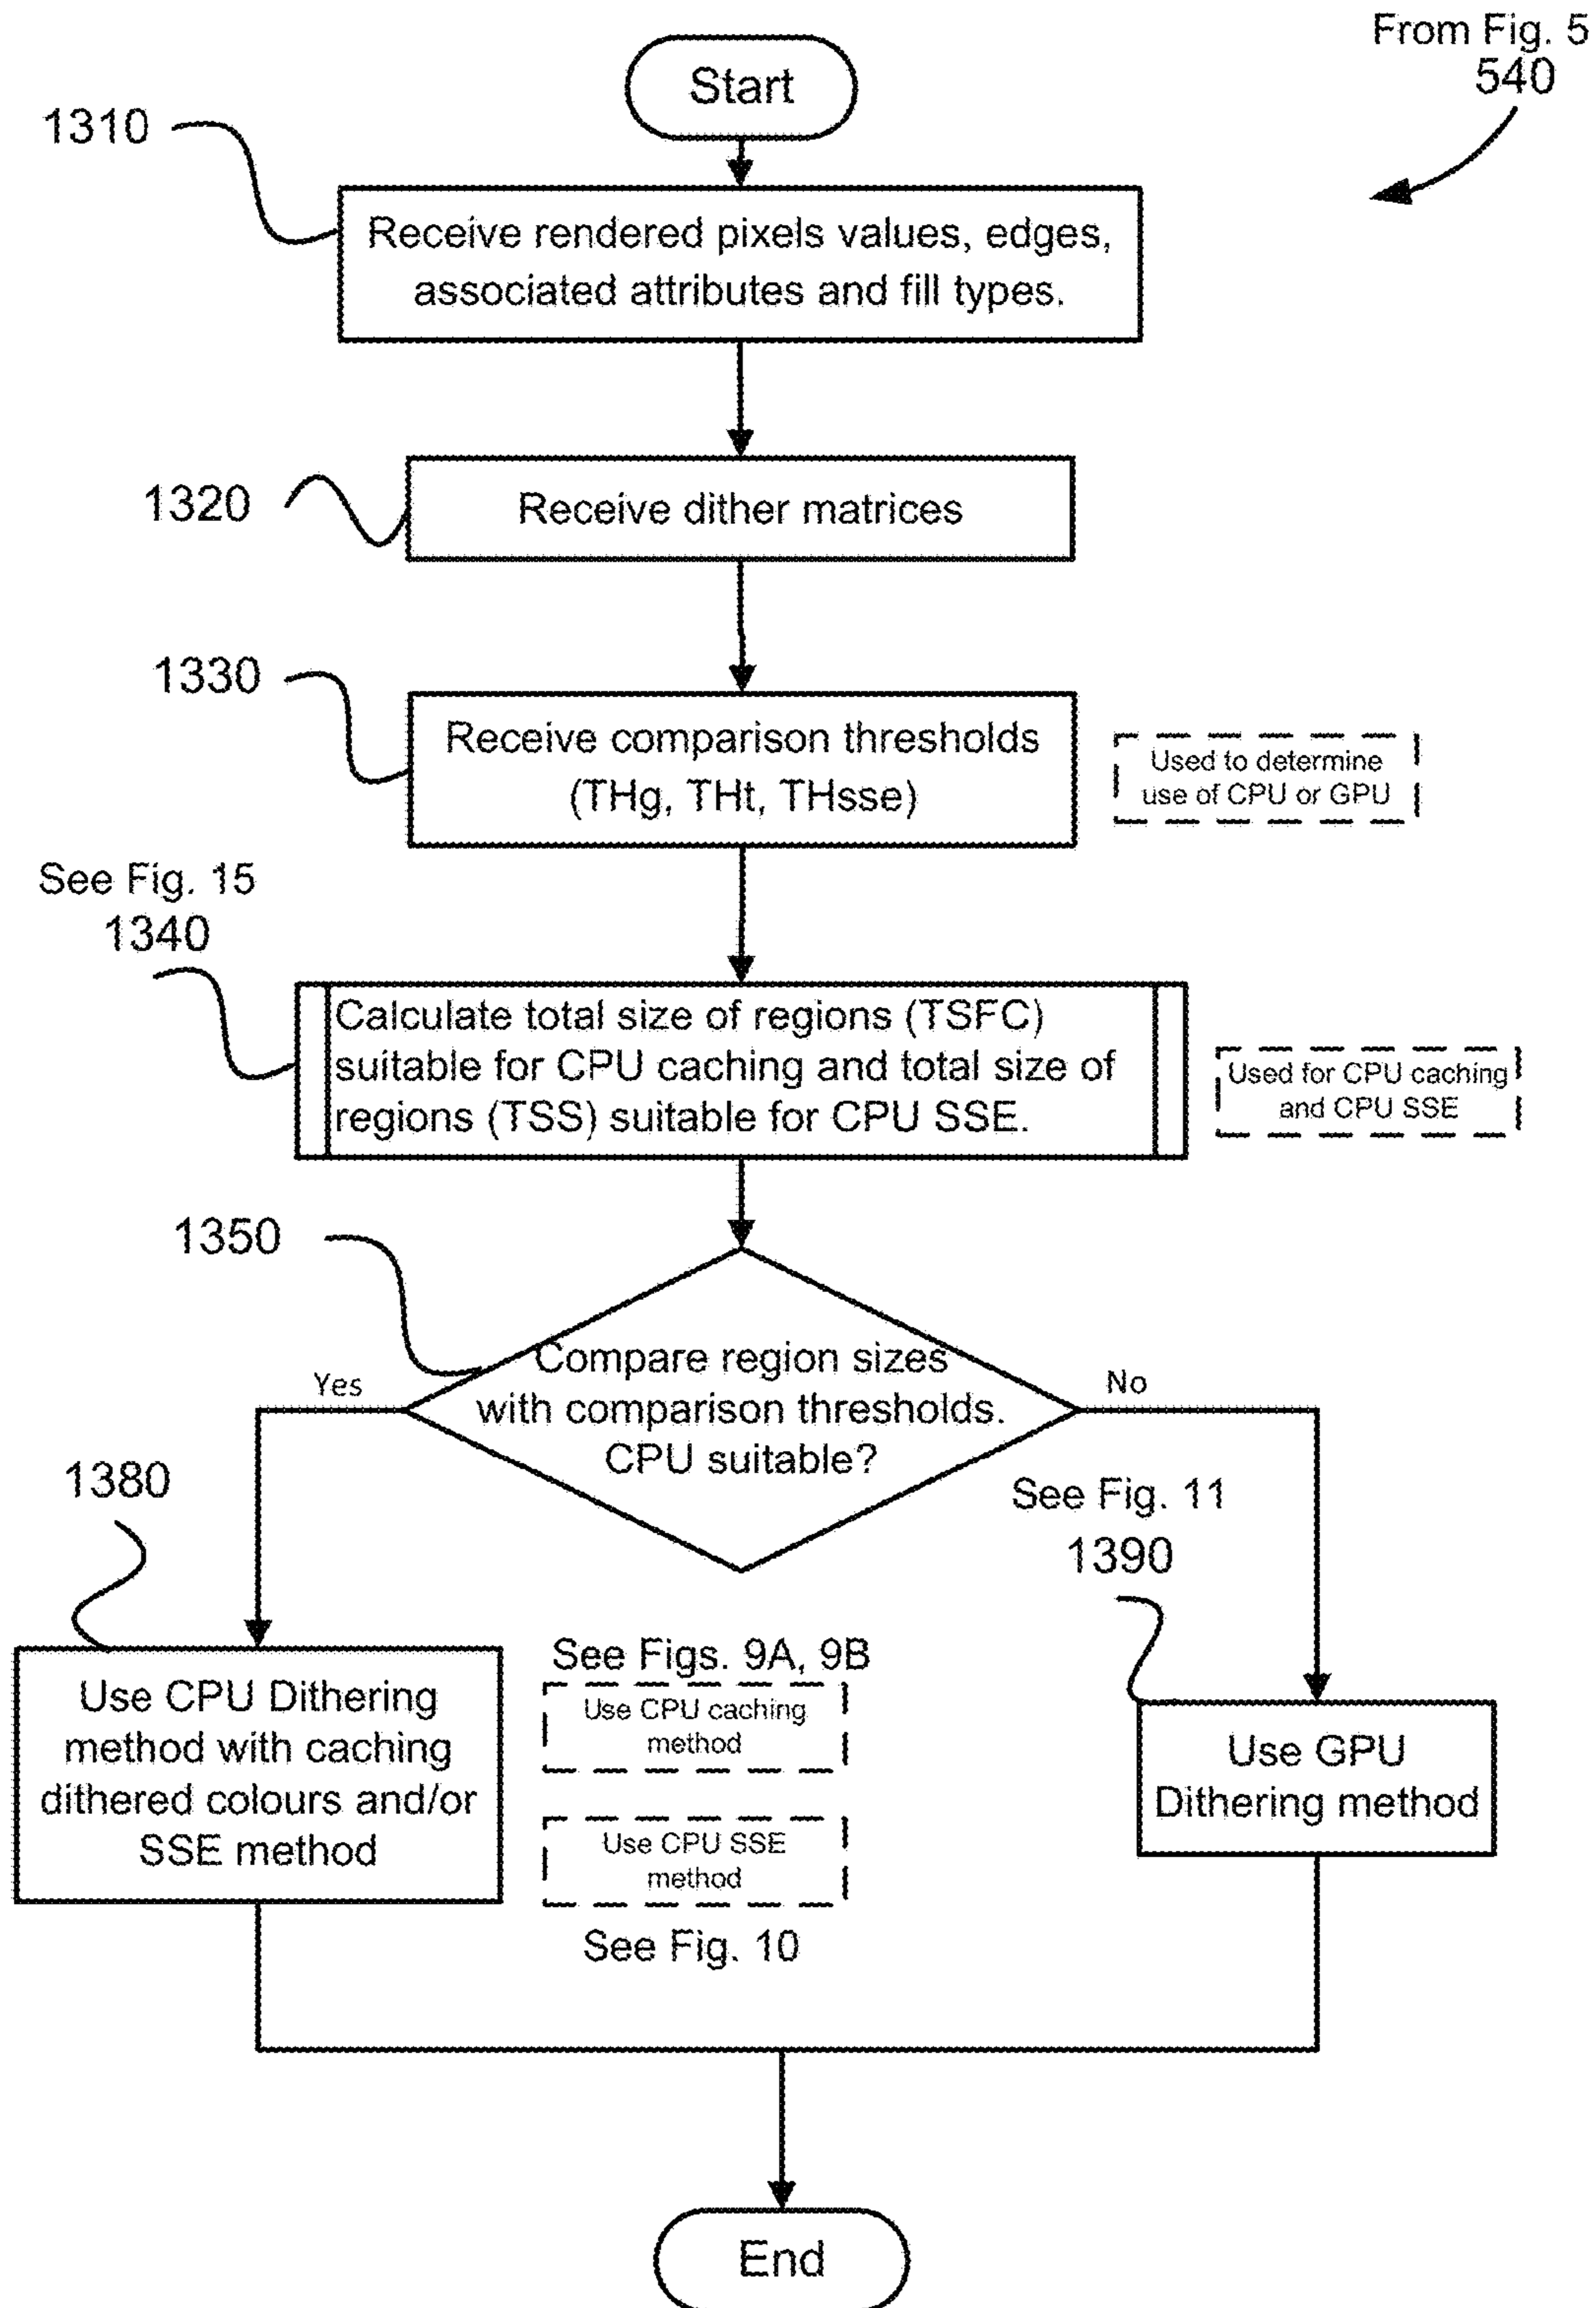 From Fig. 5
540
Start
1310
Receive rendered pixels values, edges,
associated attributes and fill types.
1320
Receive dither matrices
1330
Receive comparison thresholds
(THg, THt, THsse)
Used to determine
use of CPU or GPU
See Fig. 15
1340
Calculate total size of regions (TSFC)
suitable for CPU caching and total size of
regions (TSS) suitable for CPU SSE.
Used for CPU caching
and CPU SSE
1350
Compare region sizes
with comparison thresholds.
CPU suitable?
Yes
No
1380
Use CPU Dithering
method with caching
dithered colours and/or
SSE method
See Figs. 9A, 9B
Use CPU caching
method
Use CPU SSE
method
See Fig. 10
See Fig. 11
1390
Use GPU
Dithering method
End